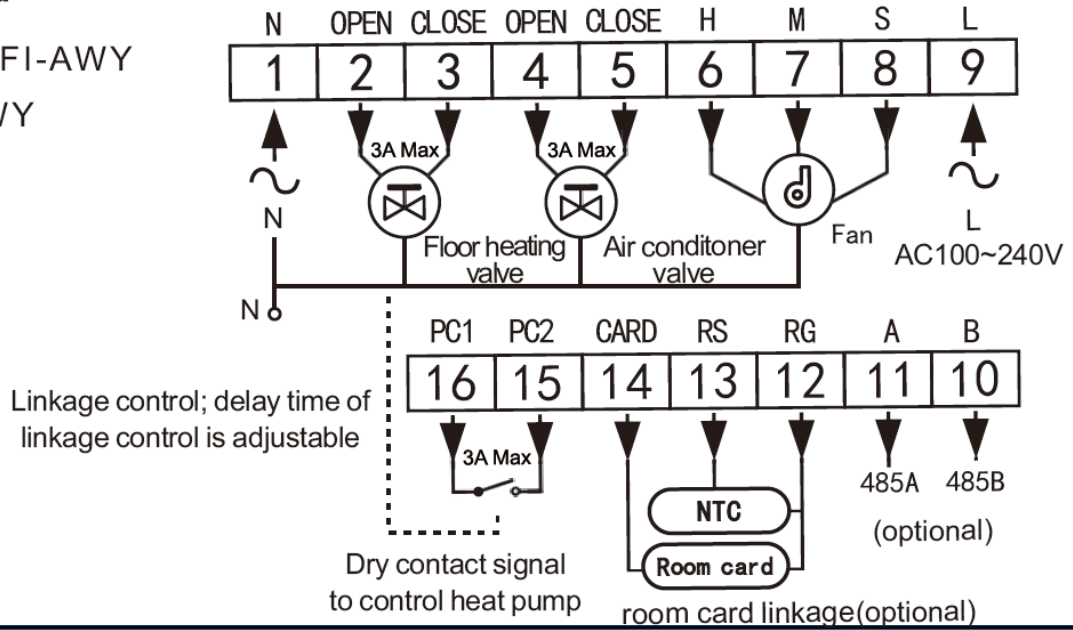 N OPEN CLOSE OPEN CLOSE H M S L
1 2 3 4 5 6 7 8 9
FI-AWY
3A Max 3A Max
N
L
Floor heating
valve
Air conditoner
valve
Fan
AC100~240V
N
PC1 PC2 CARD RS RG A B
16 15 14 13 12 11 10
Linkage control; delay time of
linkage control is adjustable
3A Max
485A 485B
(optional)
NTC
Room card
Dry contact signal
to control heat pump
room card linkage(optional)